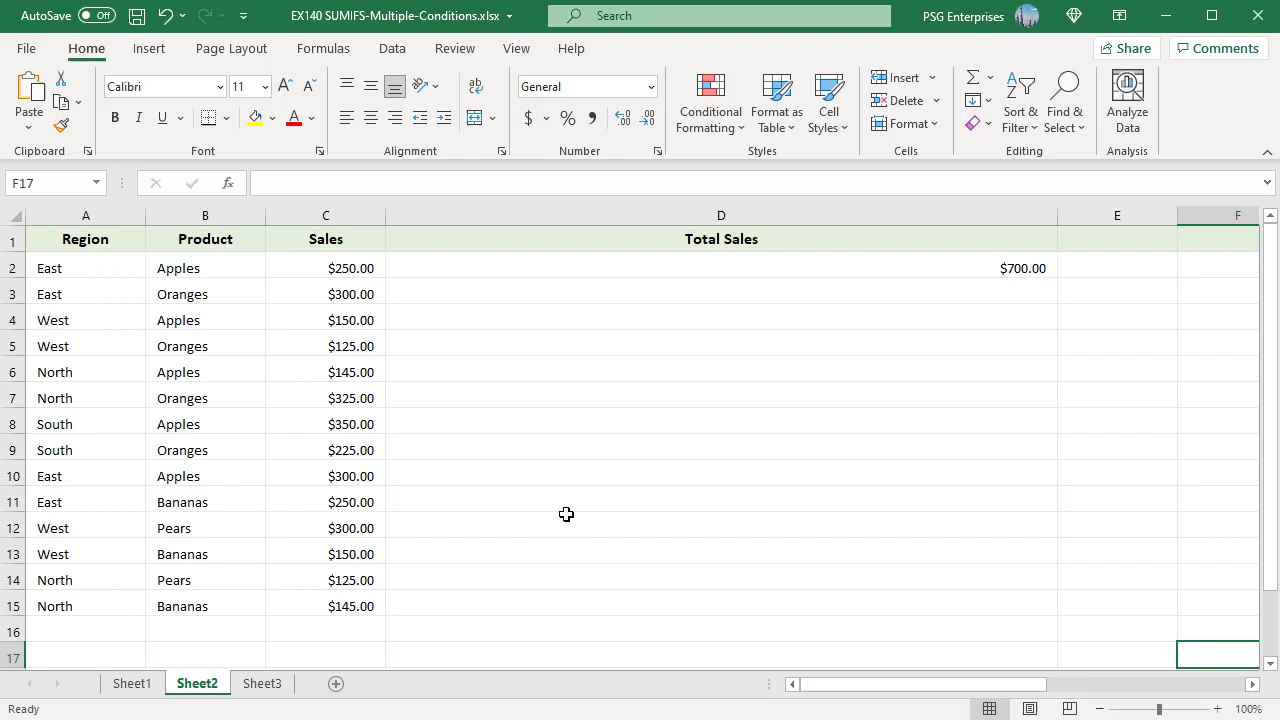 AutoSave Off EX140 SUMIFS-Multiple-Conditions.xlsx Search PSG Enterprises
File Home Insert Page Layout Formulas Data Review View Help Share Comments
Paste
Clipboard
Calibri 11
B I U A
Font
ab
Alignment
General
$ % ,
Number
Conditional Formatting
Format as Table
Cell Styles
Styles
Insert
Delete
Format
Cells
Sort & Filter
Find & Select
Editing
Analyze Data
Analysis
F17 fx
A B C D E F
1 Region Product Sales Total Sales
2 East Apples $250.00 $700.00
3 East Oranges $300.00
4 West Apples $150.00
5 West Oranges $125.00
6 North Apples $145.00
7 North Oranges $325.00
8 South Apples $350.00
9 South Oranges $225.00
10 East Apples $300.00
11 East Bananas $250.00
12 West Pears $300.00
13 West Bananas $150.00
14 North Pears $125.00
15 North Bananas $145.00
16
17
Sheet1 Sheet2 Sheet3
Ready 100%